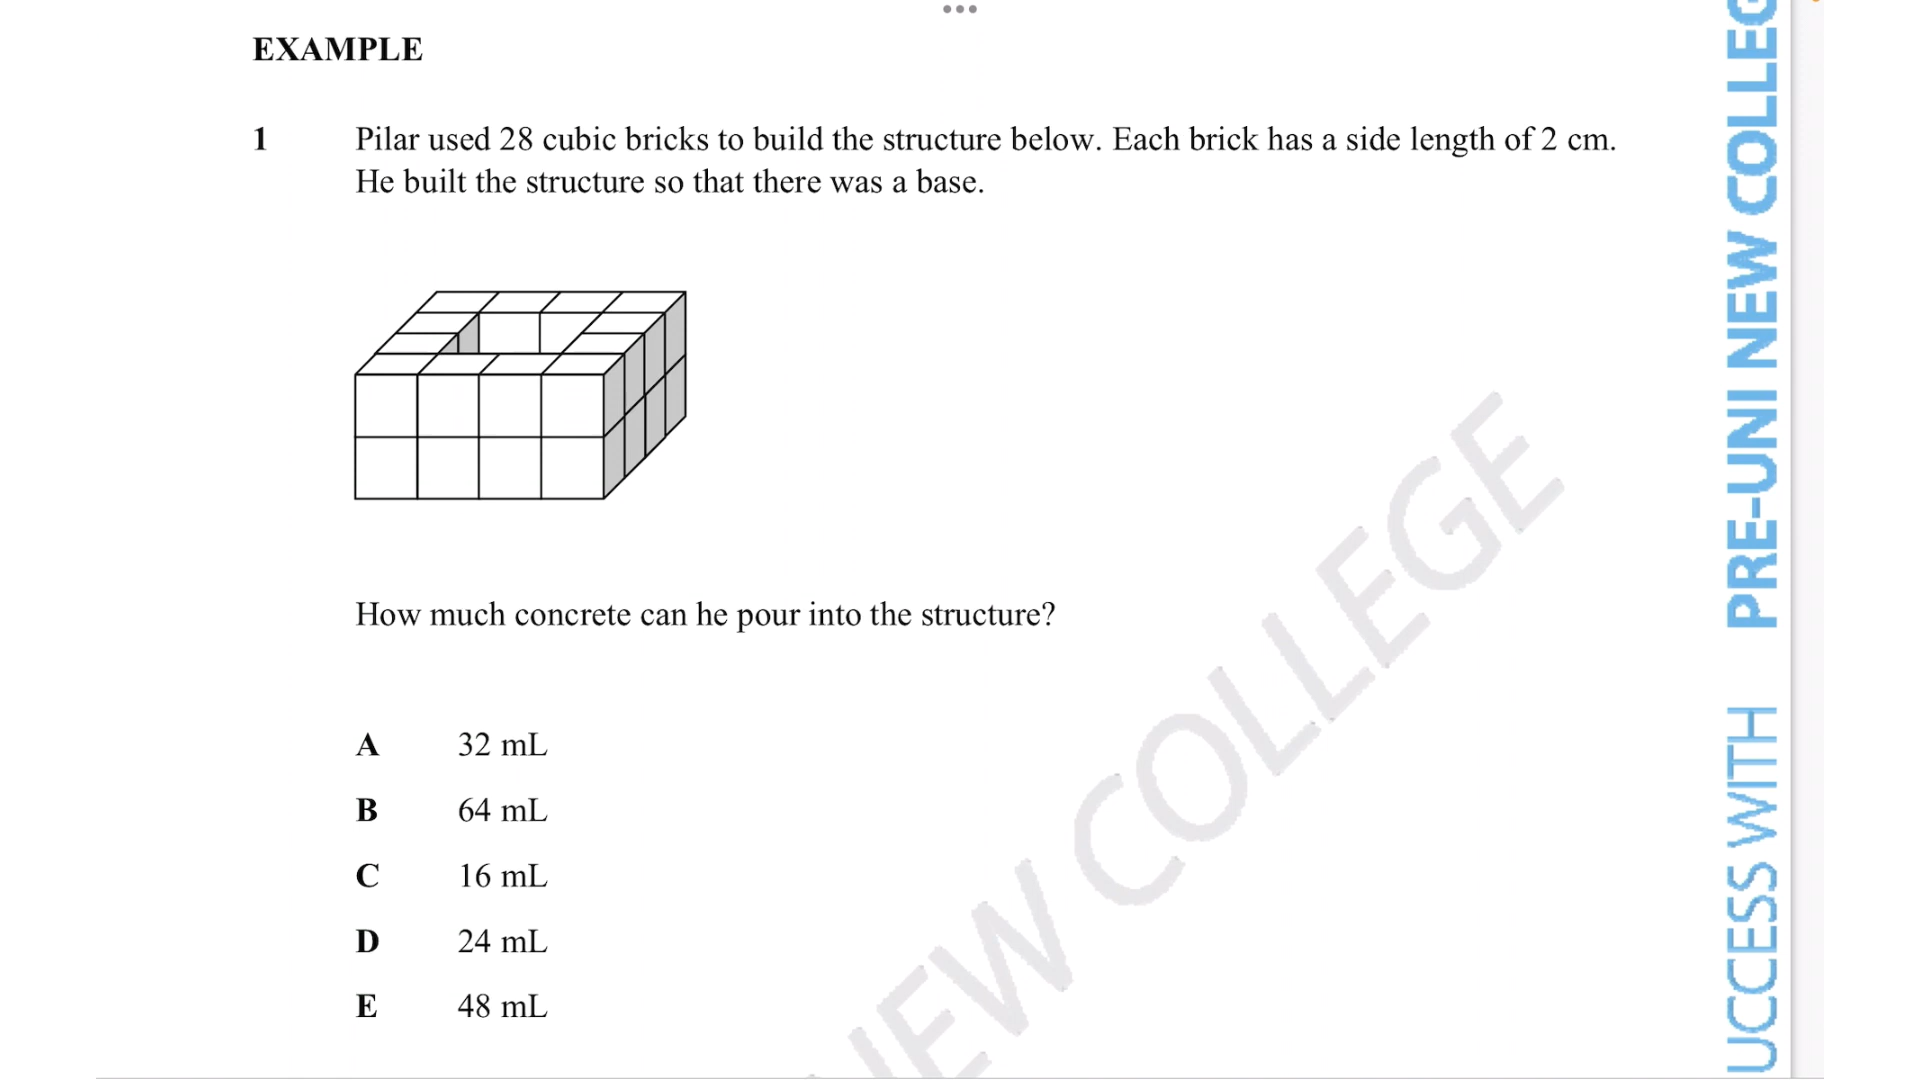 EXAMPLE
1 Pilar used 28 cubic bricks to build the structure below. Each brick has a side length of 2 cm.
He built the structure so that there was a base.
How much concrete can he pour into the structure?
A 32 mL
B 64 mL
C 16 mL
D 24 mL
E 48 mL
EW COLLEGE
UCCESS WITH PRE-UNI NEW COLLEG